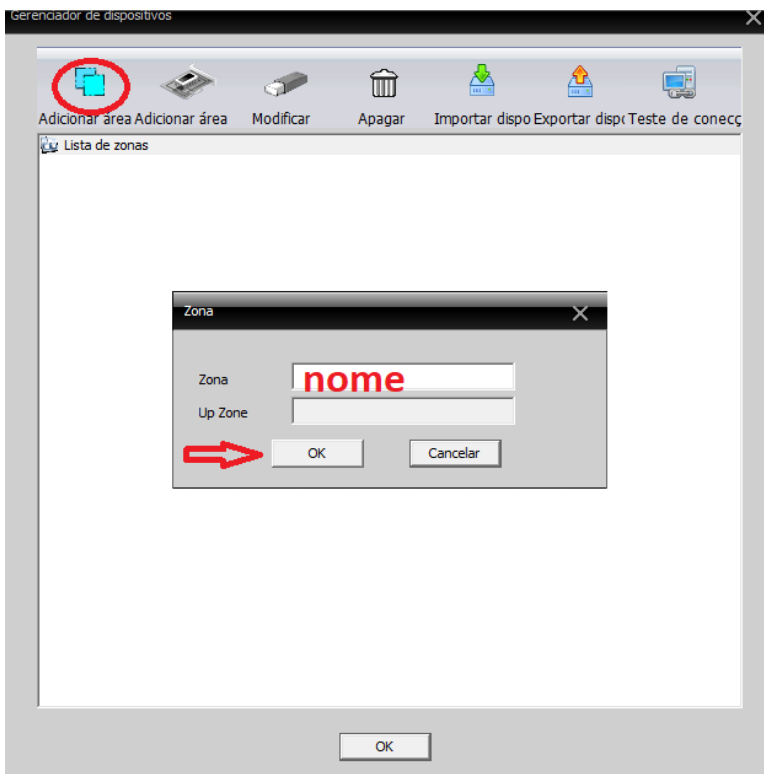 Gerenciador de dispositivos
Adicionar área Adicionar área Modificar Apagar Importar dispo Exportar dispo Teste de conecç
Lista de zonas
Zona
Zona nome
Up Zone
OK Cancelar
OK